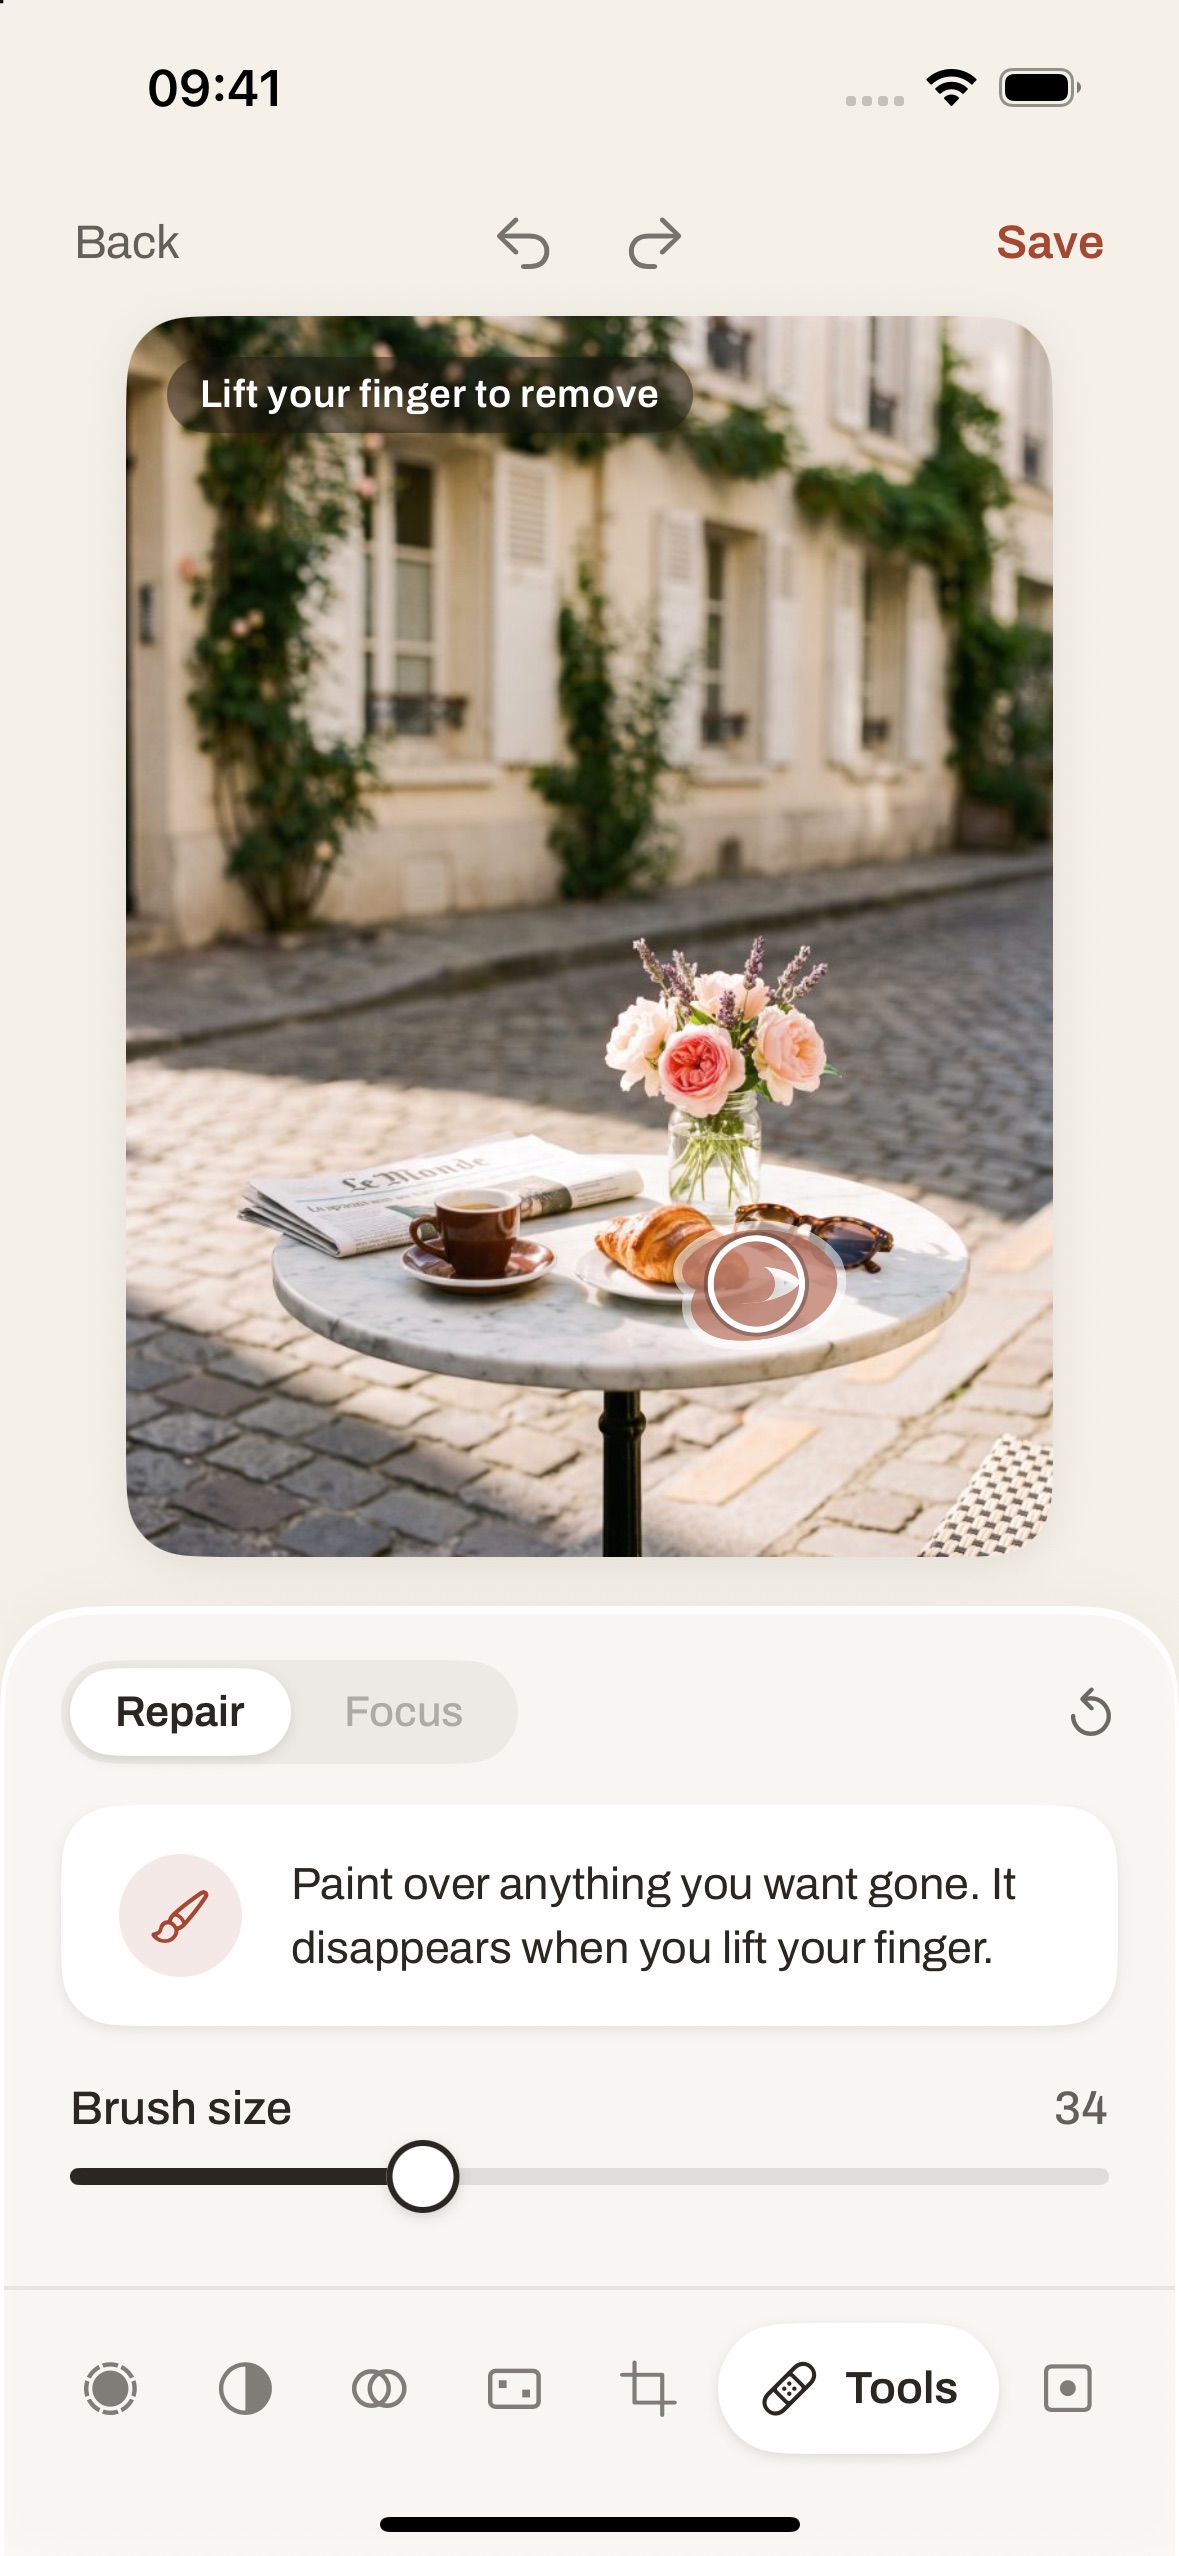 09:41
Back
Save
Lift your finger to remove
Le Monde
Repair
Focus
Paint over anything you want gone. It
disappears when you lift your finger.
Brush size
34
Tools